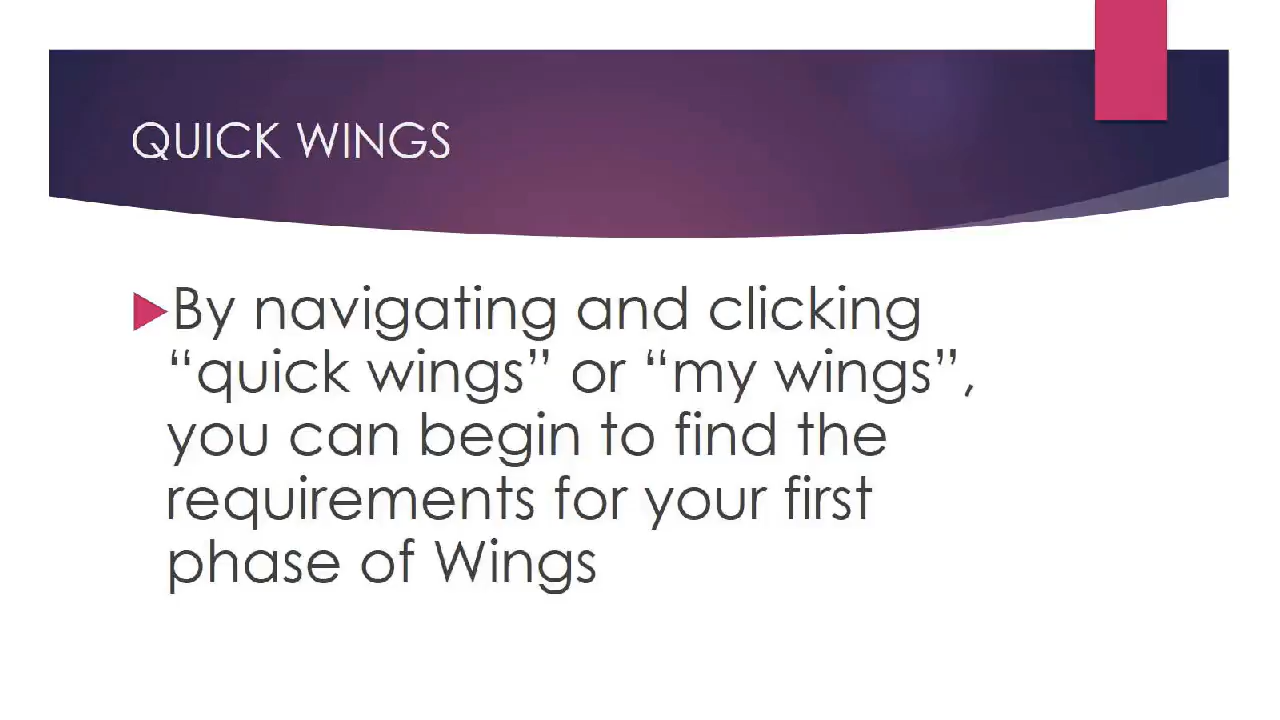 QUICK WINGS
By navigating and clicking
“quick wings” or “my wings”,
you can begin to find the
requirements for your first
phase of Wings